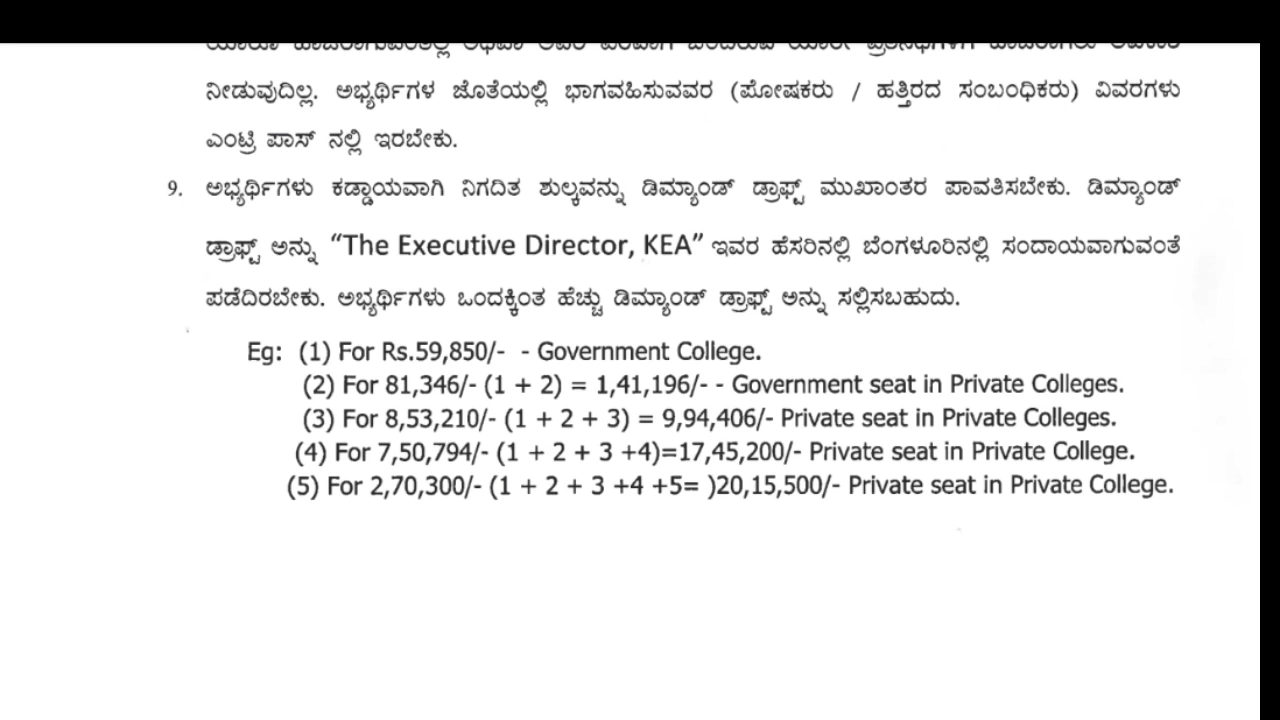 ನೀಡುವುದಿಲ್ಲ. ಅಭ್ಯರ್ಥಿಗಳ ಜೊತೆಯಲ್ಲಿ ಭಾಗವಹಿಸುವವರ (ಪೋಷಕರು / ಹತ್ತಿರದ ಸಂಬಂಧಿಕರು) ವಿವರಗಳು
ಎಂಟ್ರಿ ಪಾಸ್ ನಲ್ಲಿ ಇರಬೇಕು.
9. ಅಭ್ಯರ್ಥಿಗಳು ಕಡ್ಡಾಯವಾಗಿ ನಿಗದಿತ ಶುಲ್ಕವನ್ನು ಡಿಮ್ಯಾಂಡ್ ಡ್ರಾಫ್ಟ್ ಮುಖಾಂತರ ಪಾವತಿಸಬೇಕು. ಡಿಮ್ಯಾಂಡ್
ಡ್ರಾಫ್ಟ್ ಅನ್ನು “The Executive Director, KEA” ಇವರ ಹೆಸರಿನಲ್ಲಿ ಬೆಂಗಳೂರಿನಲ್ಲಿ ಸಂದಾಯವಾಗುವಂತೆ
ಪಡೆದಿರಬೇಕು. ಅಭ್ಯರ್ಥಿಗಳು ಒಂದಕ್ಕಿಂತ ಹೆಚ್ಚು ಡಿಮ್ಯಾಂಡ್ ಡ್ರಾಫ್ಟ್ ಅನ್ನು ಸಲ್ಲಿಸಬಹುದು.
Eg: (1) For Rs.59,850/- - Government College.
(2) For 81,346/- (1 + 2) = 1,41,196/- - Government seat in Private Colleges.
(3) For 8,53,210/- (1 + 2 + 3) = 9,94,406/- Private seat in Private Colleges.
(4) For 7,50,794/- (1 + 2 + 3 +4)=17,45,200/- Private seat in Private College.
(5) For 2,70,300/- (1 + 2 + 3 +4 +5= )20,15,500/- Private seat in Private College.